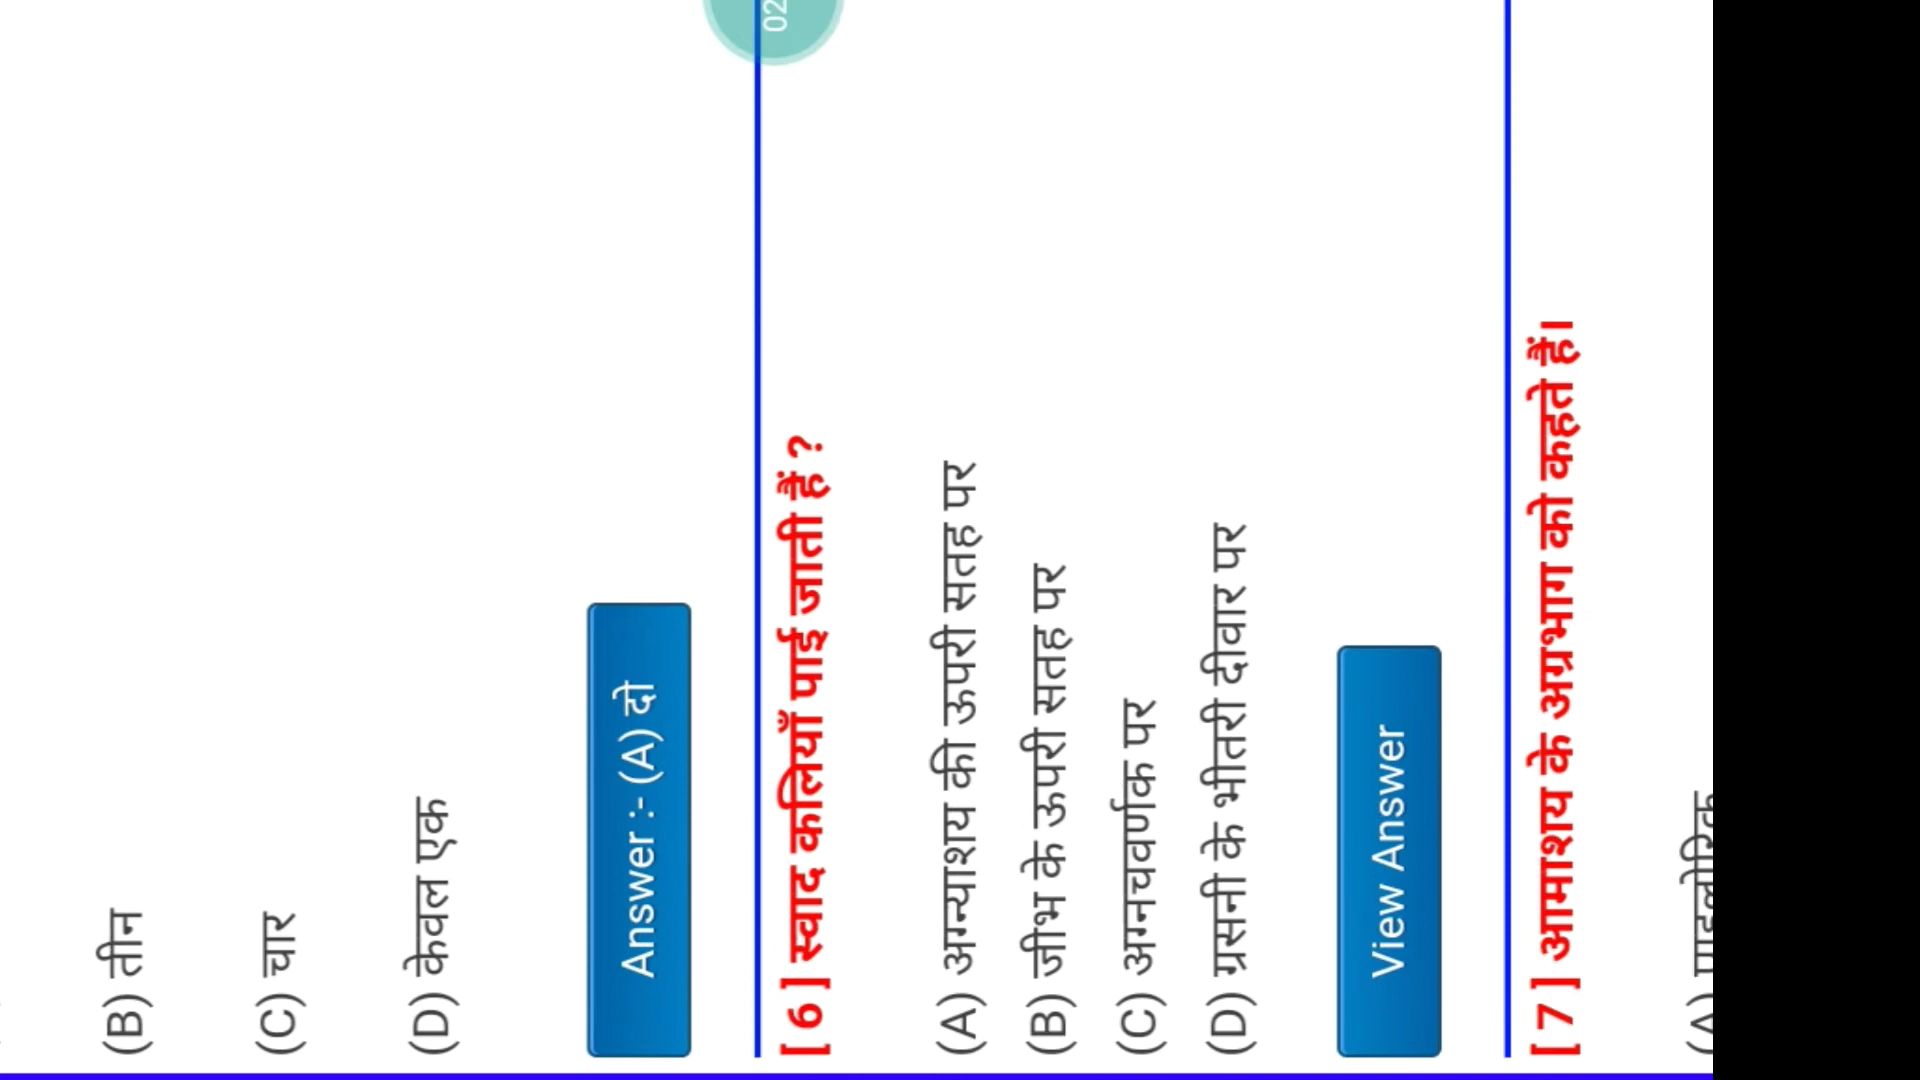 02
(B) तीन
(C) चार
(D) केवल एक
Answer :- (A) दो
[ 6 ] स्वाद कलियाँ पाई जाती हैं ?
(A) अग्न्याशय की ऊपरी सतह पर
(B) जीभ के ऊपरी सतह पर
(C) अग्नचवर्णक पर
(D) ग्रसनी के भीतरी दीवार पर
View Answer
[ 7 ] आमाशय के अग्रभाग को कहते हैं।
(A)